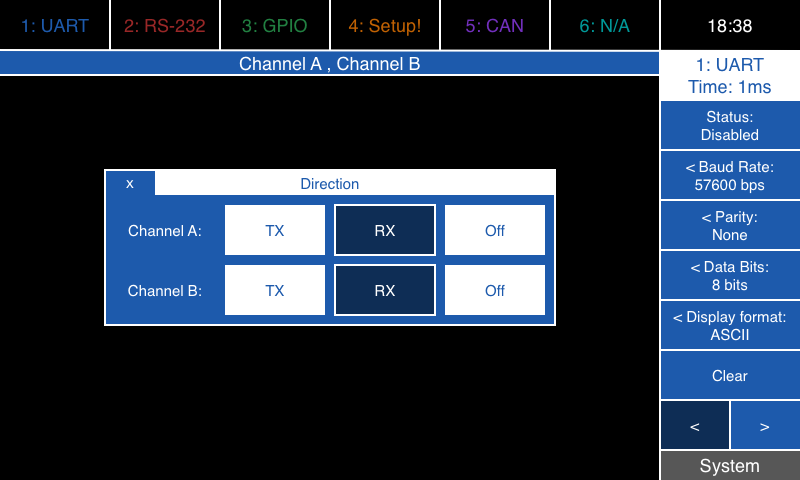 1: UART
2: RS-232
3: GPIO
4: Setup!
5: CAN
6: N/A
18:38
Channel A , Channel B
1: UART
Time: 1ms
Status:
Disabled
< Baud Rate:
57600 bps
< Parity:
None
< Data Bits:
8 bits
< Display format:
ASCII
Clear
< >
System
x Direction
Channel A: TX RX Off
Channel B: TX RX Off